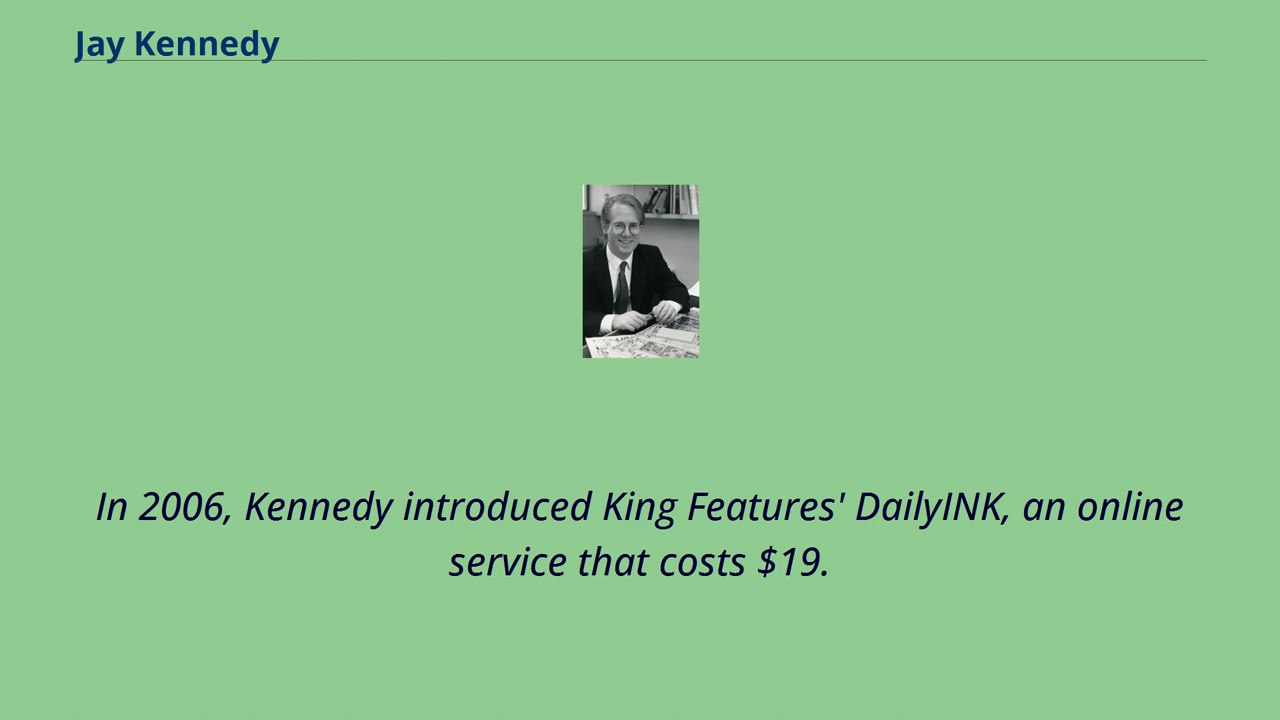 Jay Kennedy
In 2006, Kennedy introduced King Features' DailyINK, an online
service that costs $19.